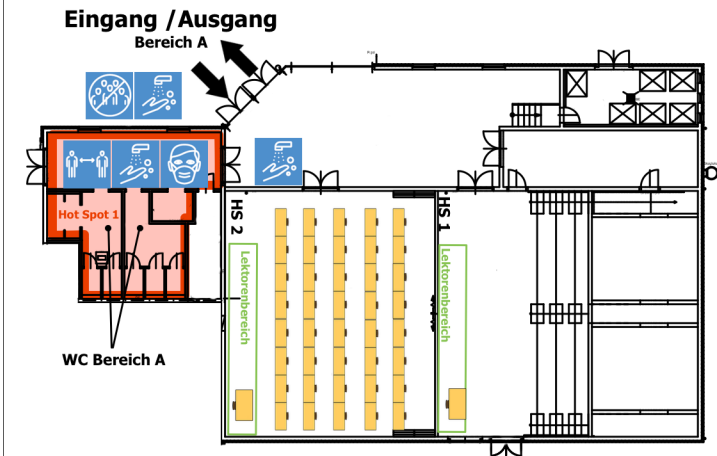 Eingang /Ausgang
Bereich A
Hot Spot 1
HS 2
HS 1
Lektorenbereich
Lektorenbereich
WC Bereich A